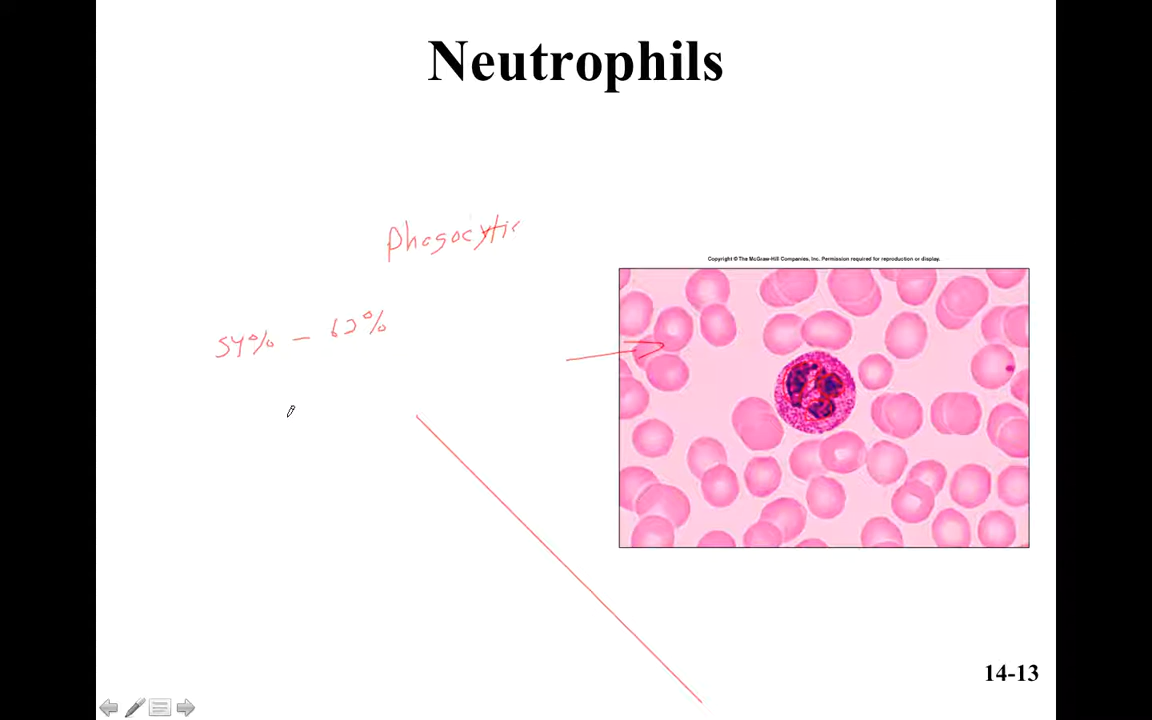 Neutrophils
Phagocytic
54% - 62%
Copyright © The McGraw-Hill Companies, Inc. Permission required for reproduction or display.
14-13